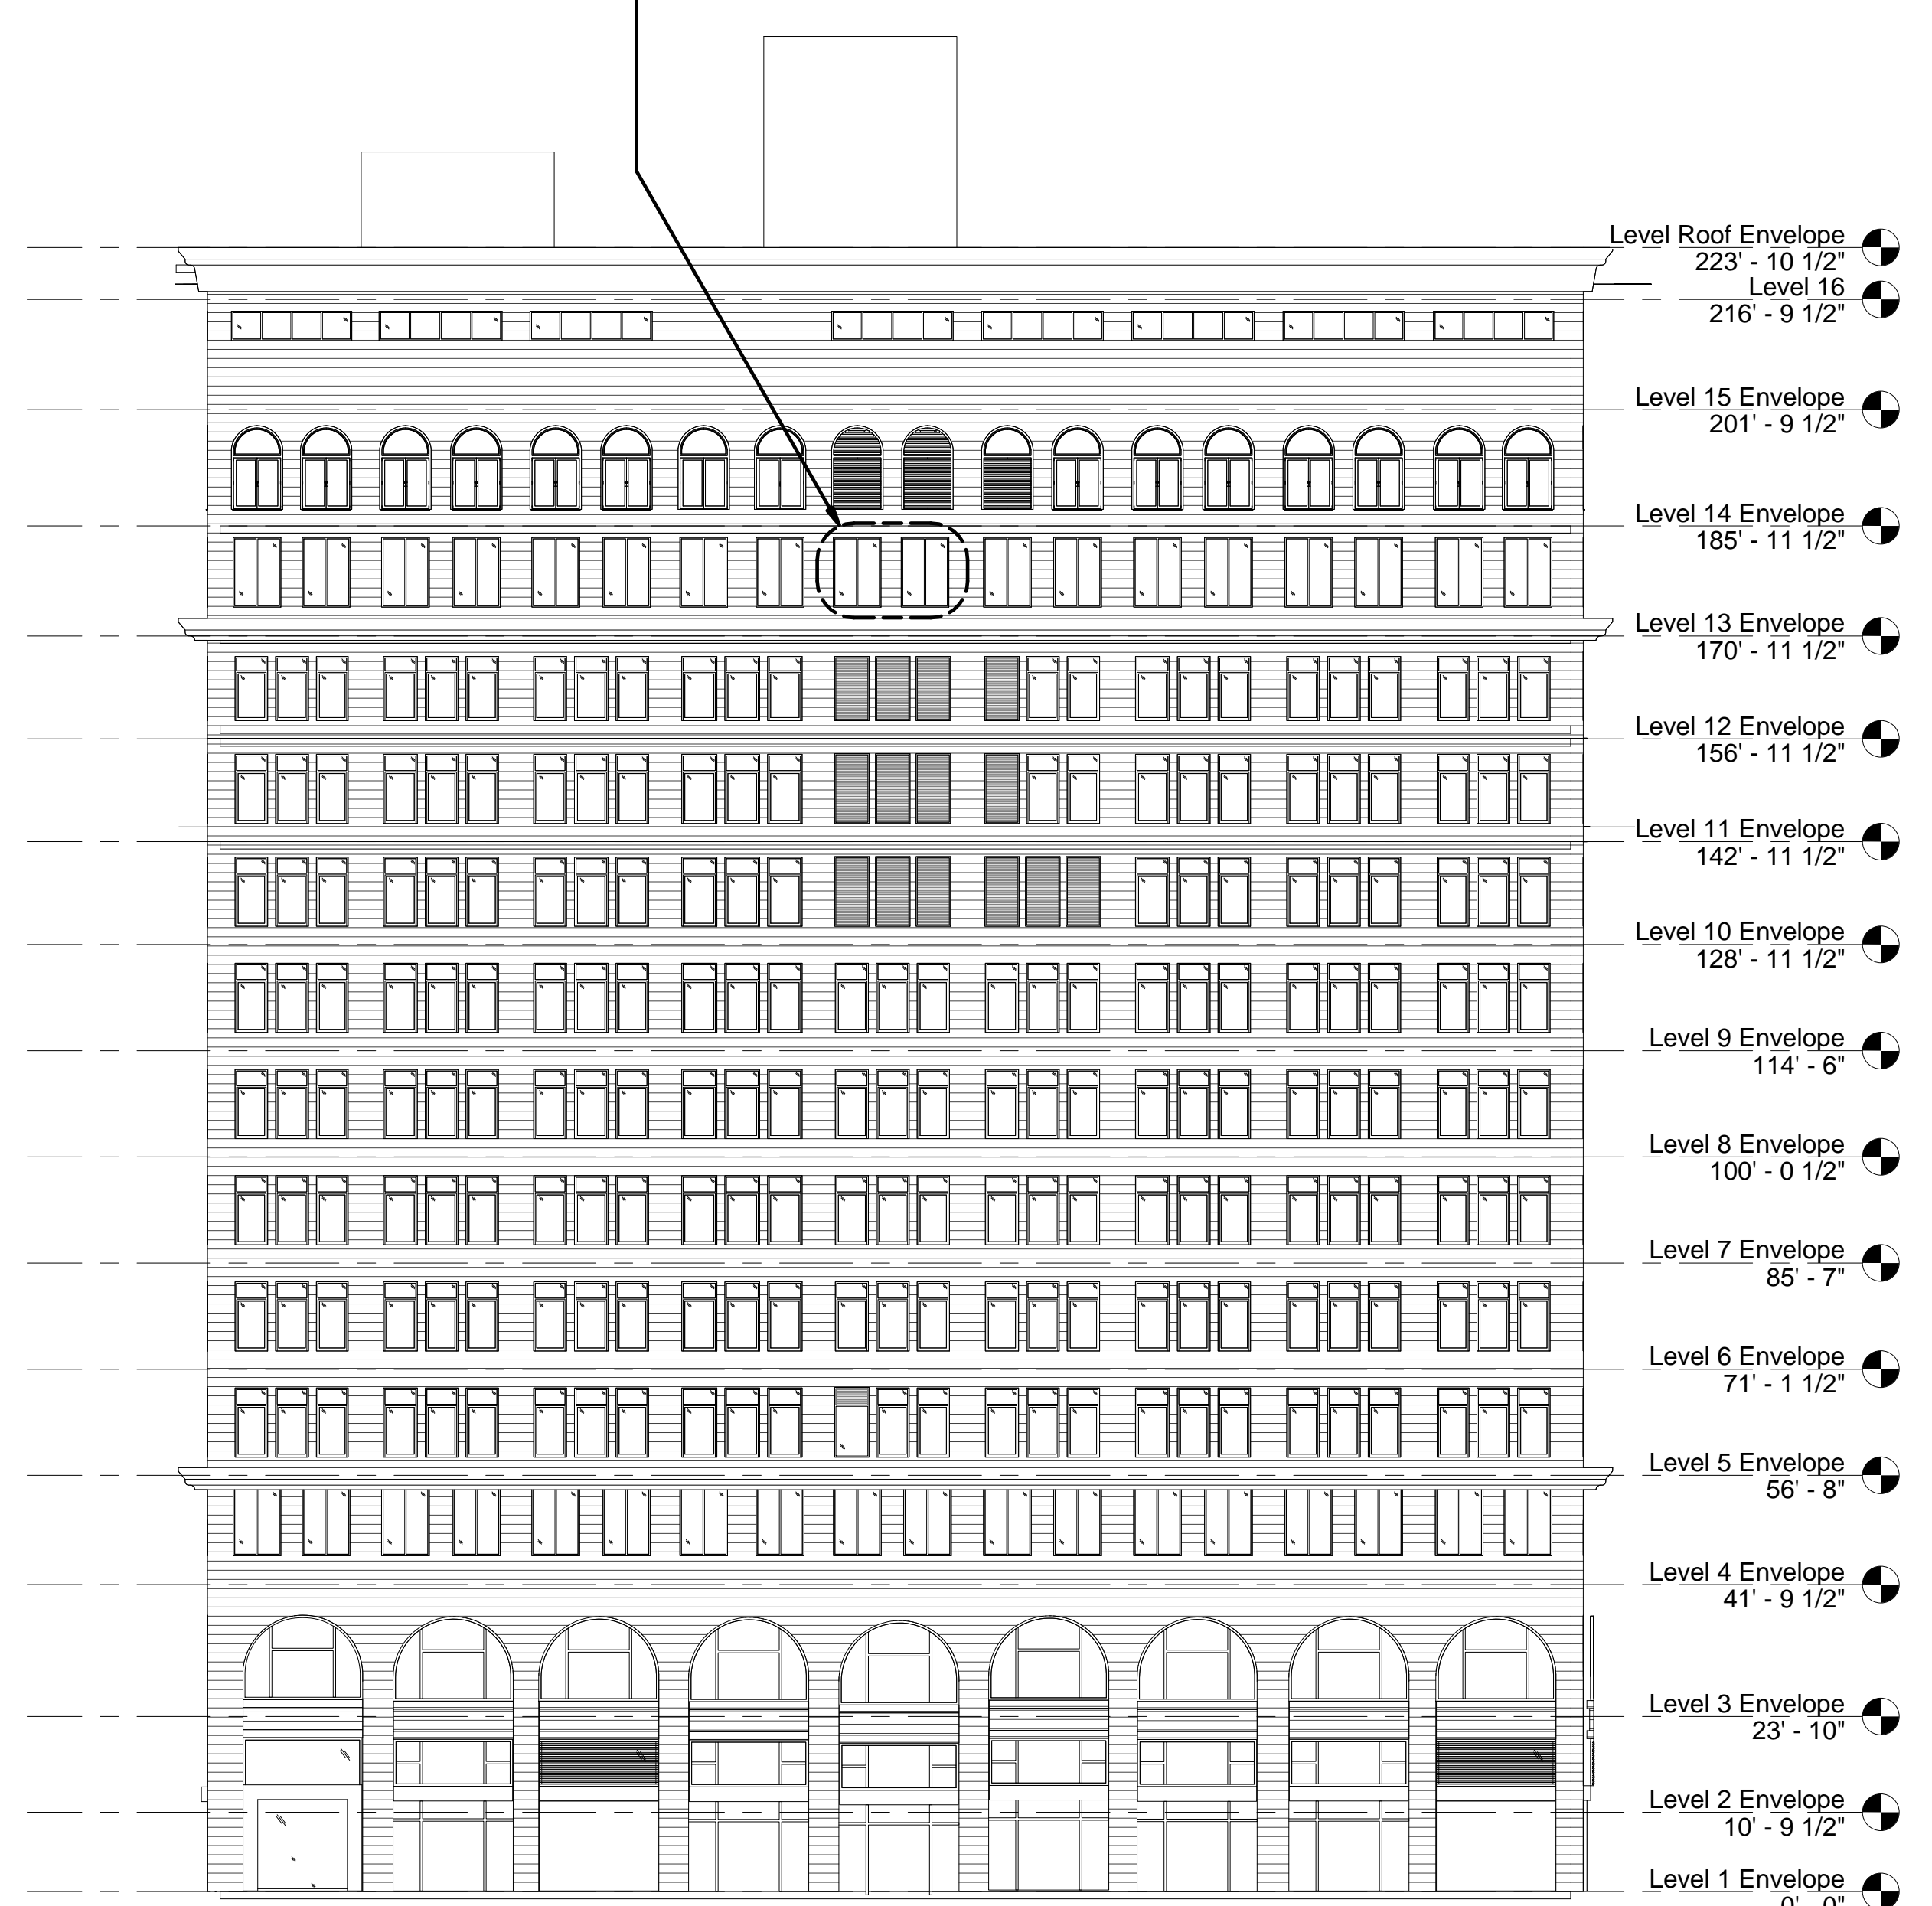 Level Roof Envelope
223' - 10 1/2"
Level 16
216' - 9 1/2"
Level 15 Envelope
201' - 9 1/2"
Level 14 Envelope
185' - 11 1/2"
Level 13 Envelope
170' - 11 1/2"
Level 12 Envelope
156' - 11 1/2"
Level 11 Envelope
142' - 11 1/2"
Level 10 Envelope
128' - 11 1/2"
Level 9 Envelope
114' - 6"
Level 8 Envelope
100' - 0 1/2"
Level 7 Envelope
85' - 7"
Level 6 Envelope
71' - 1 1/2"
Level 5 Envelope
56' - 8"
Level 4 Envelope
41' - 9 1/2"
Level 3 Envelope
23' - 10"
Level 2 Envelope
10' - 9 1/2"
Level 1 Envelope
0' - 0"